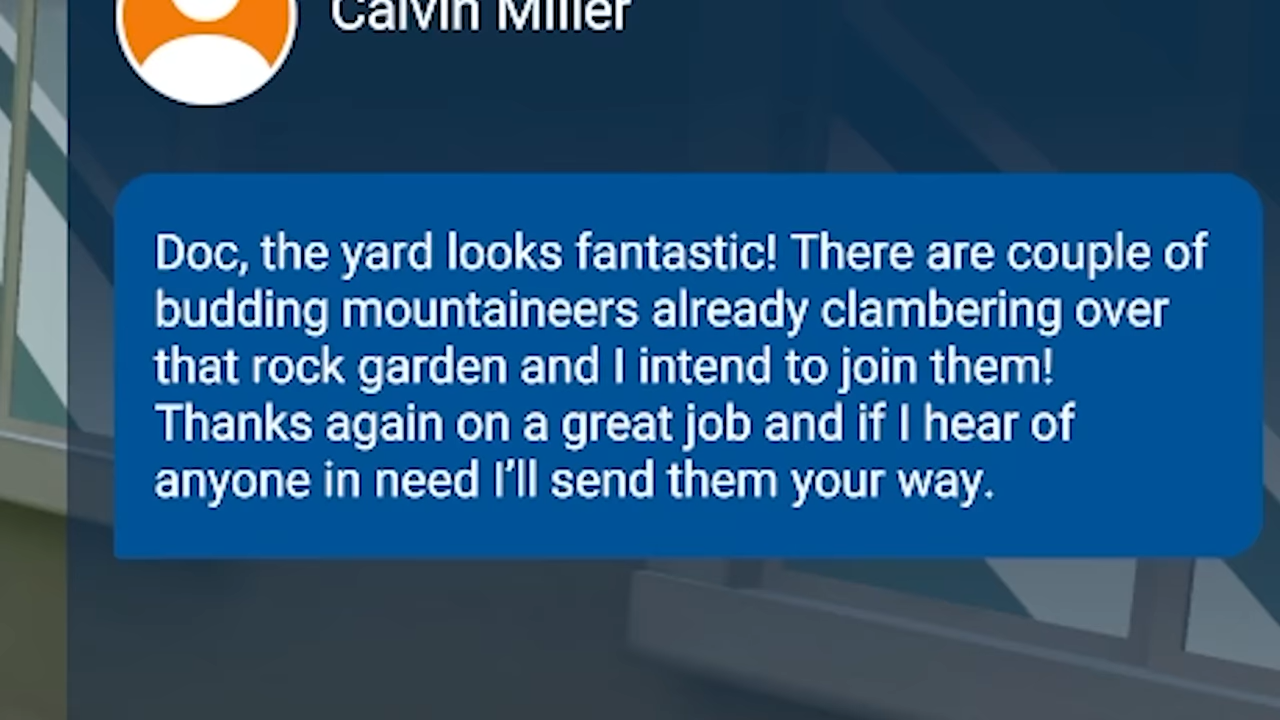 Calvin Miller
Doc, the yard looks fantastic! There are couple of
budding mountaineers already clambering over
that rock garden and I intend to join them!
Thanks again on a great job and if I hear of
anyone in need I'll send them your way.